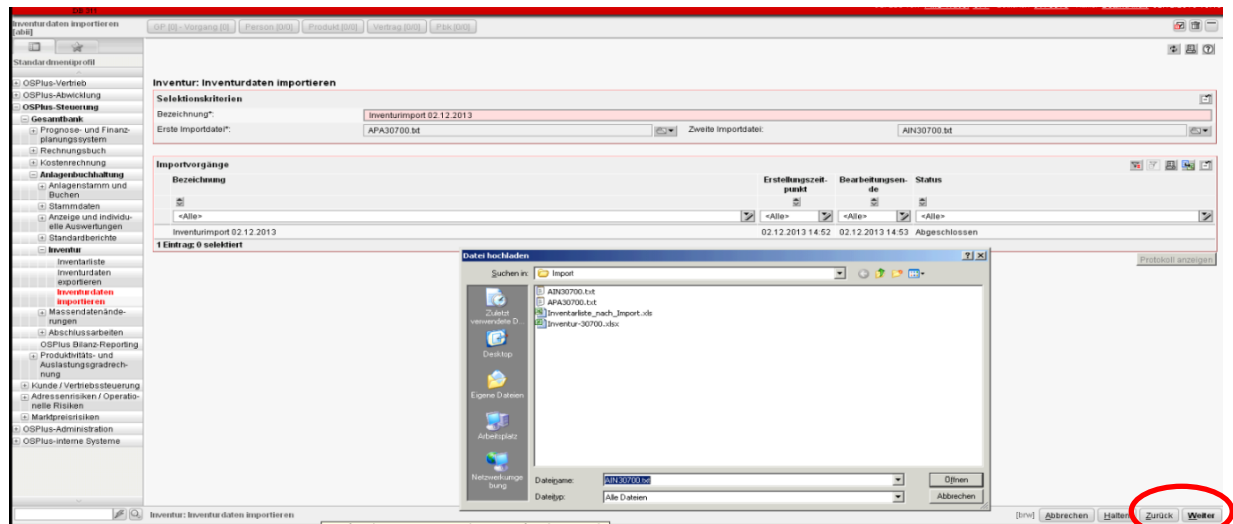 Inventurdaten importieren
[abii]
GP [0] - Vorgang [0] Person [0/0] Produkt [0/0] Vertrag [0/0]
Standardmenüprofil
OSPlus-Vertrieb
OSPlus-Abwicklung
OSPlus-Steuerung
Gesamtbank
Prognose- und Finanz-
planungssystem
Rechnungsbuch
Kostenrechnung
Anlagenbuchhaltung
Anlagenstamm und
Buchen
Stammdaten
Anzeige und individu-
elle Auswertungen
Standardberichte
Inventur
Inventarliste
Inventurdaten
exportieren
Inventurdaten
importieren
Massendatenände-
rungen
Abschlussarbeiten
OSPlus Bilanz-Reporting
Produktivitäts- und
Auslastungsgradrech-
nung
Kunde / Vertriebssteuerung
Adressenrisiken / Operatio-
nelle Risiken
Marktpreisrisiken
OSPlus-Administration
OSPlus-interne Systeme
Inventur: Inventurdaten importieren
Selektionskriterien
Bezeichnung*: Inventurimport 02.12.2013
Erste Importdatei*: APA30700.txt Zweite Importdatei: AIN30700.txt
Importvorgänge
Bezeichnung Erstellungszeit- Bearbeitungsen- Status
punkt de
<Alle> <Alle> <Alle> <Alle>
Inventurimport 02.12.2013 02.12.2013 14:52 02.12.2013 14:53 Abgeschlossen
1 Eintrag: 0 selektiert
Protokoll anzeigen
Datei hochladen
Suchen in: Import
AIN30700.txt
APA30700.txt
Inventarliste_nach_Import.xls
Inventur-30700.xlsx
Zuletzt
verwendete D...
Desktop
Eigene Dateien
Arbeitsplatz
Netzwerkumge
bung
Dateiname: AIN30700.txt Öffnen
Dateityp: Alle Dateien Abbrechen
Inventur: Inventurdaten importieren [brw] Abbrechen Halten Zurück Weiter